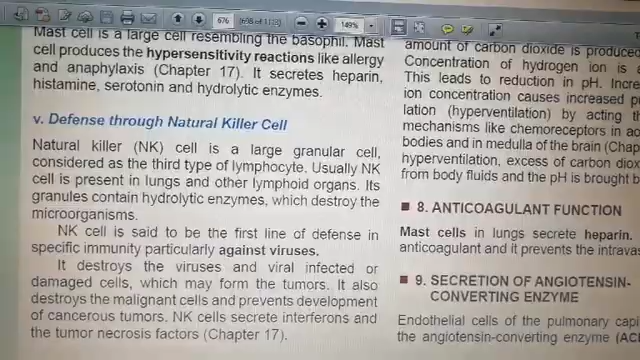 676 (698 of 1113) 149%
Mast cell is a large cell resembling the basophil. Mast
cell produces the hypersensitivity reactions like allergy
and anaphylaxis (Chapter 17). It secretes heparin,
histamine, serotonin and hydrolytic enzymes.
v. Defense through Natural Killer Cell
Natural killer (NK) cell is a large granular cell,
considered as the third type of lymphocyte. Usually NK
cell is present in lungs and other lymphoid organs. Its
granules contain hydrolytic enzymes, which destroy the
microorganisms.
NK cell is said to be the first line of defense in
specific immunity particularly against viruses.
It destroys the viruses and viral infected or
damaged cells, which may form the tumors. It also
destroys the malignant cells and prevents development
of cancerous tumors. NK cells secrete interferons and
the tumor necrosis factors (Chapter 17).
amount of carbon dioxide is produced
Concentration of hydrogen ion is
This leads to reduction in pH. Incre
ion concentration causes increased p
lation (hyperventilation) by acting th
mechanisms like chemoreceptors in ao
bodies and in medulla of the brain (Chap
hyperventilation, excess of carbon diox
from body fluids and the pH is brought b
8. ANTICOAGULANT FUNCTION
Mast cells in lungs secrete heparin.
anticoagulant and it prevents the intravas
9. SECRETION OF ANGIOTENSIN-
CONVERTING ENZYME
Endothelial cells of the pulmonary capi
the angiotensin-converting enzyme (AC